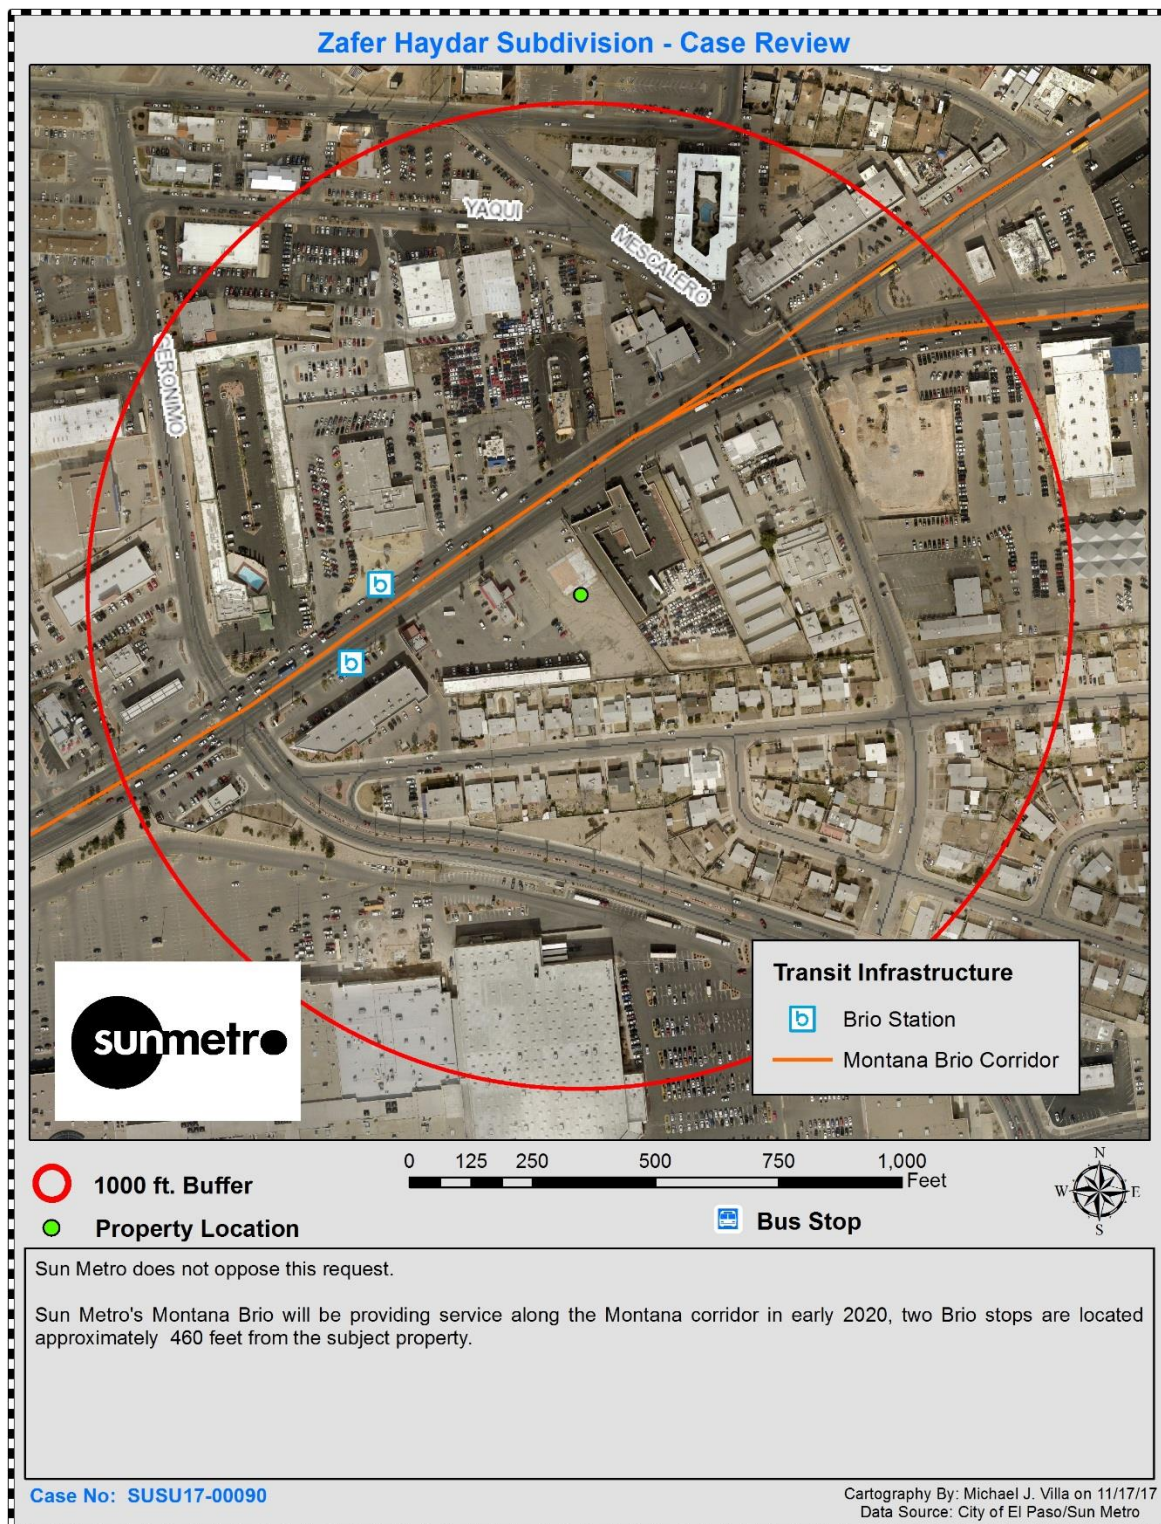 Zafer Haydar Subdivision - Case Review
YAQUI
MESCALERO
GERONIMO
Transit Infrastructure
Brio Station
Montana Brio Corridor
sunmetro
1000 ft. Buffer
Property Location
0 125 250 500 750 1,000
Feet
Bus Stop
N
W E
S
Sun Metro does not oppose this request.
Sun Metro's Montana Brio will be providing service along the Montana corridor in early 2020, two Brio stops are located
approximately 460 feet from the subject property.
Case No: SUSU17-00090
Cartography By: Michael J. Villa on 11/17/17
Data Source: City of El Paso/Sun Metro